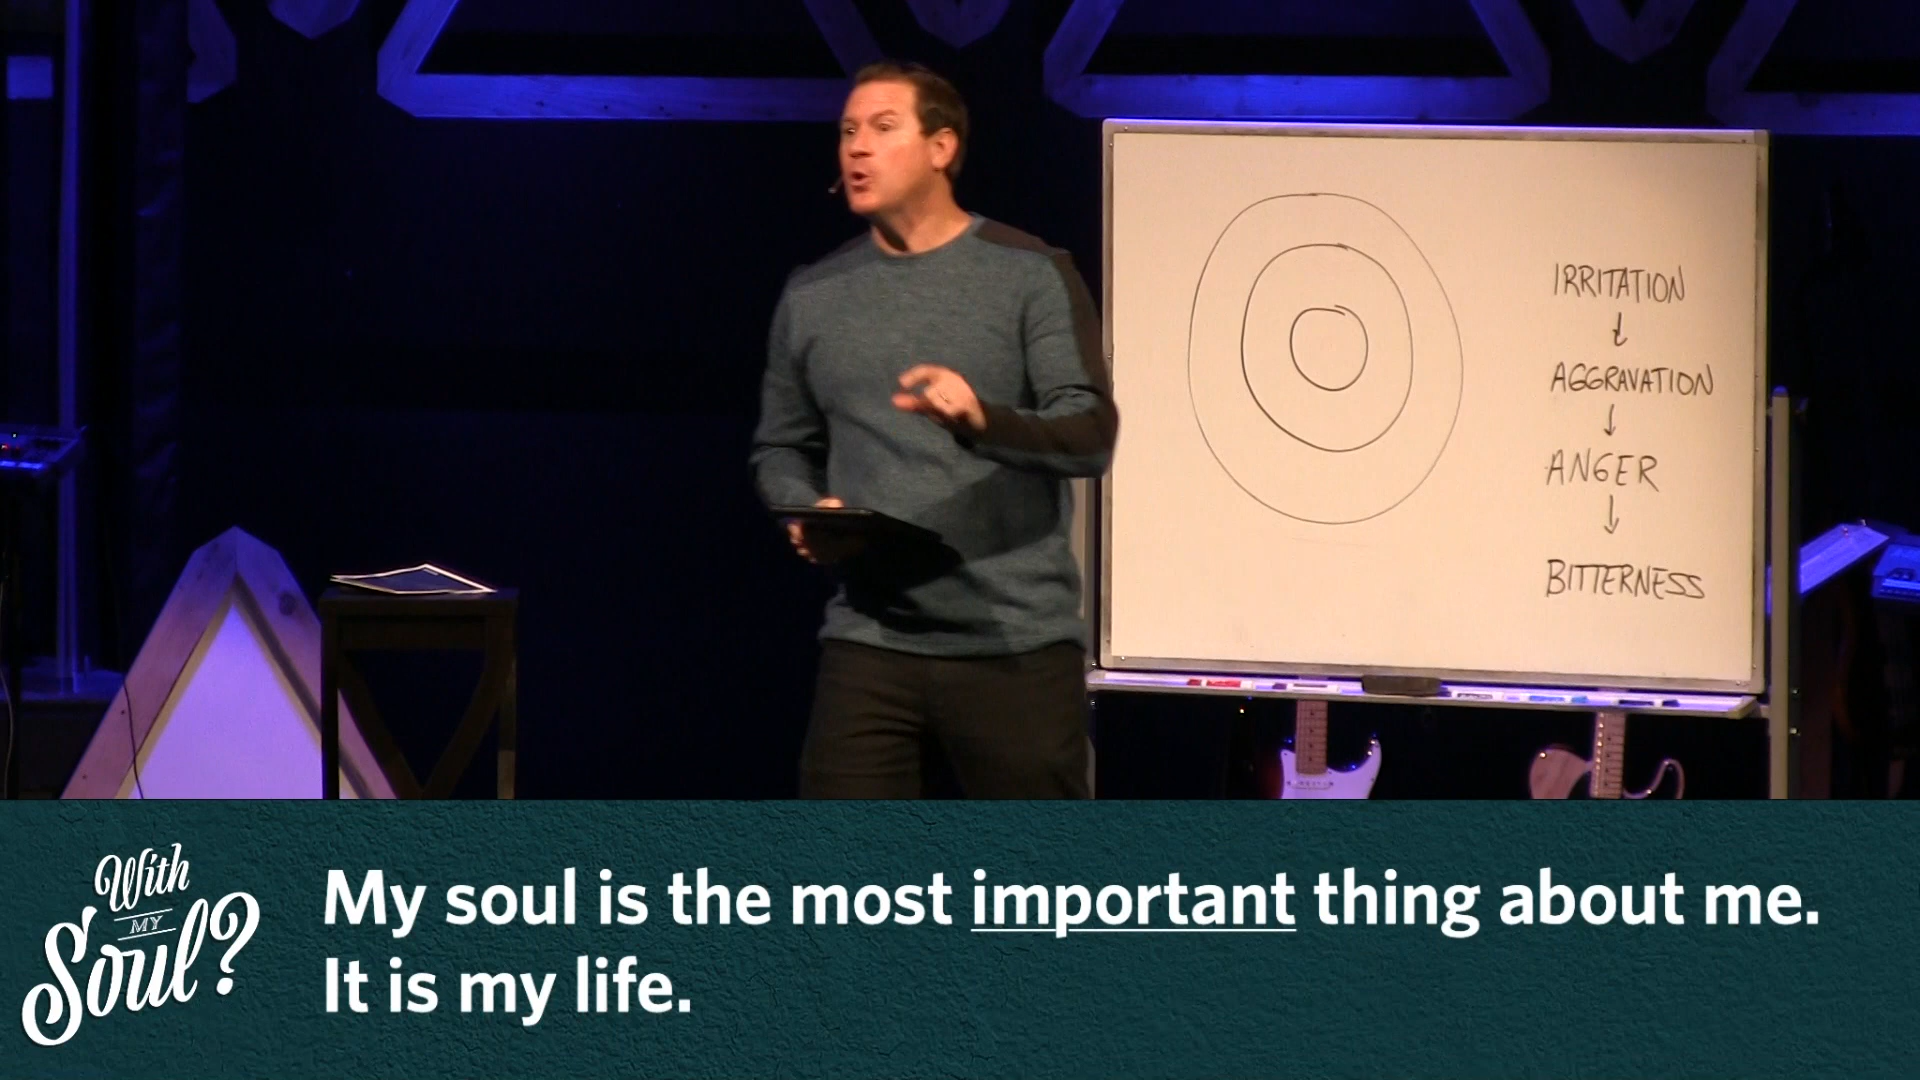 IRRITATION
AGGRAVATION
ANGER
BITTERNESS
With
MY
Soul?
My soul is the most important thing about me.
It is my life.